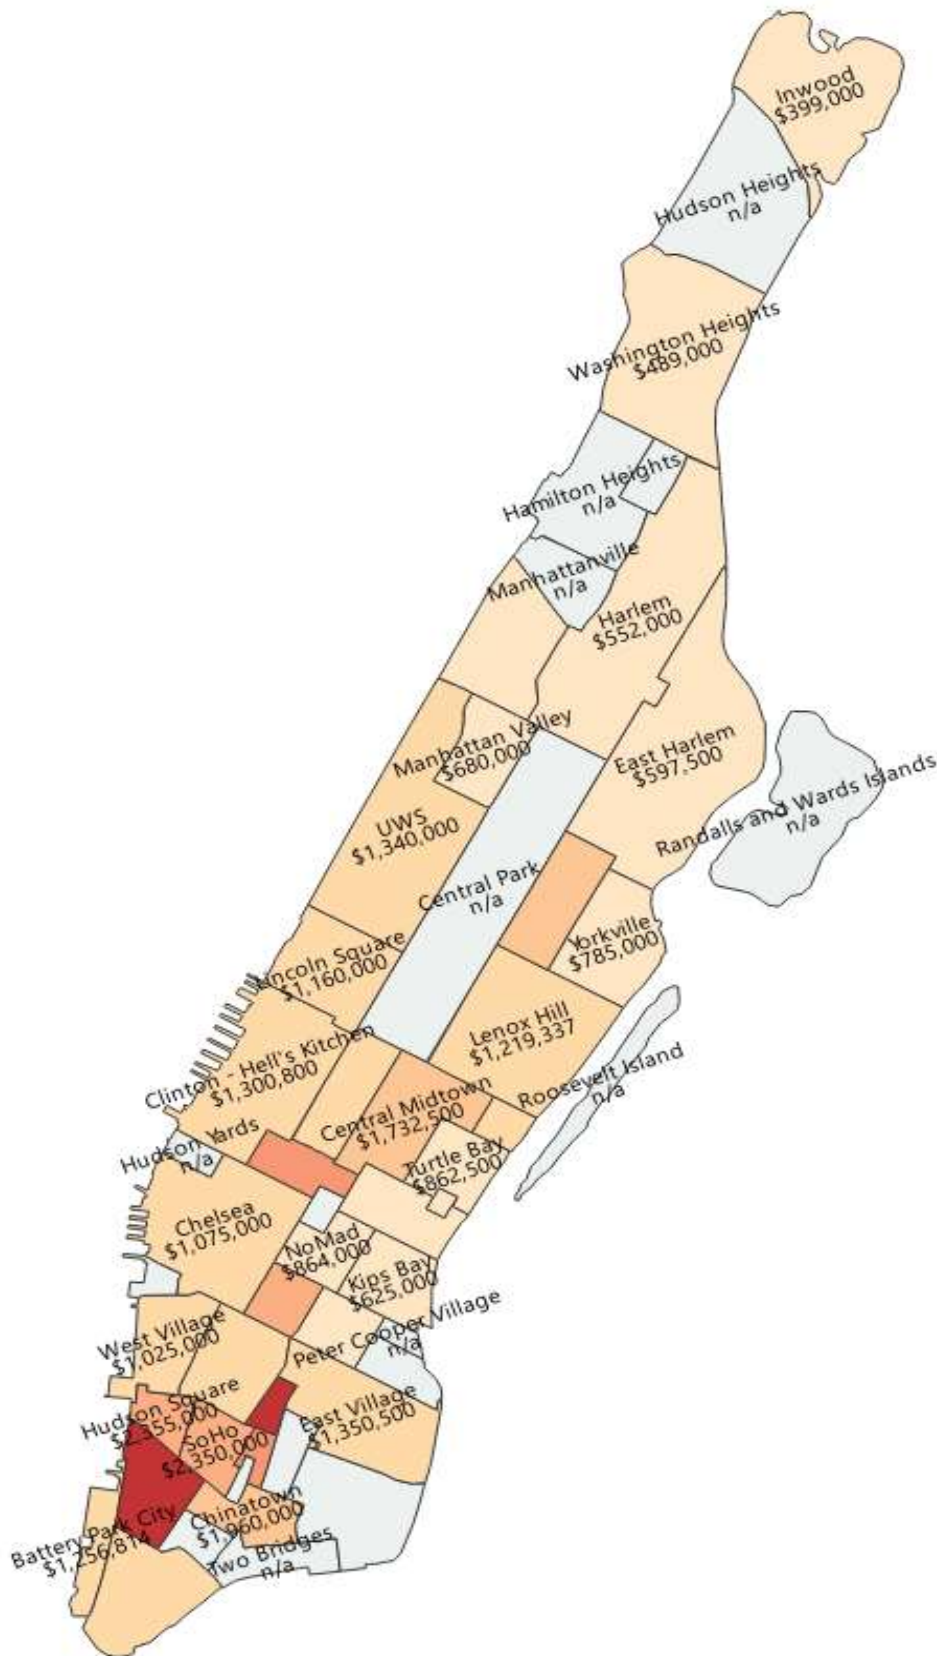 Inwood
$399,000
Hudson Heights
n/a
Washington Heights
$489,000
Hamilton Heights
n/a
Manhattanville
n/a
Harlem
$552,000
Manhattan Valley
$680,000
East Harlem
$597,500
Randalls and Wards Islands
n/a
UWS
$1,340,000
Central Park
n/a
Yorkville
$785,000
Lincoln Square
$1,160,000
Lenox Hill
$1,219,337
Clinton - Hell's Kitchen
$1,300,800
Roosevelt Island
n/a
Central Midtown
$1,732,500
Hudson Yards
n/a
Turtle Bay
$862,500
Chelsea
$1,075,000
NoMad
$864,000
Kips Bay
$625,000
West Village
$1,025,000
Peter Cooper Village
n/a
Hudson Square
$2,355,000
SoHo
$2,350,000
East Village
$1,350,500
Chinatown
$1,960,000
Battery Park City
$1,256,814
Two Bridges
n/a